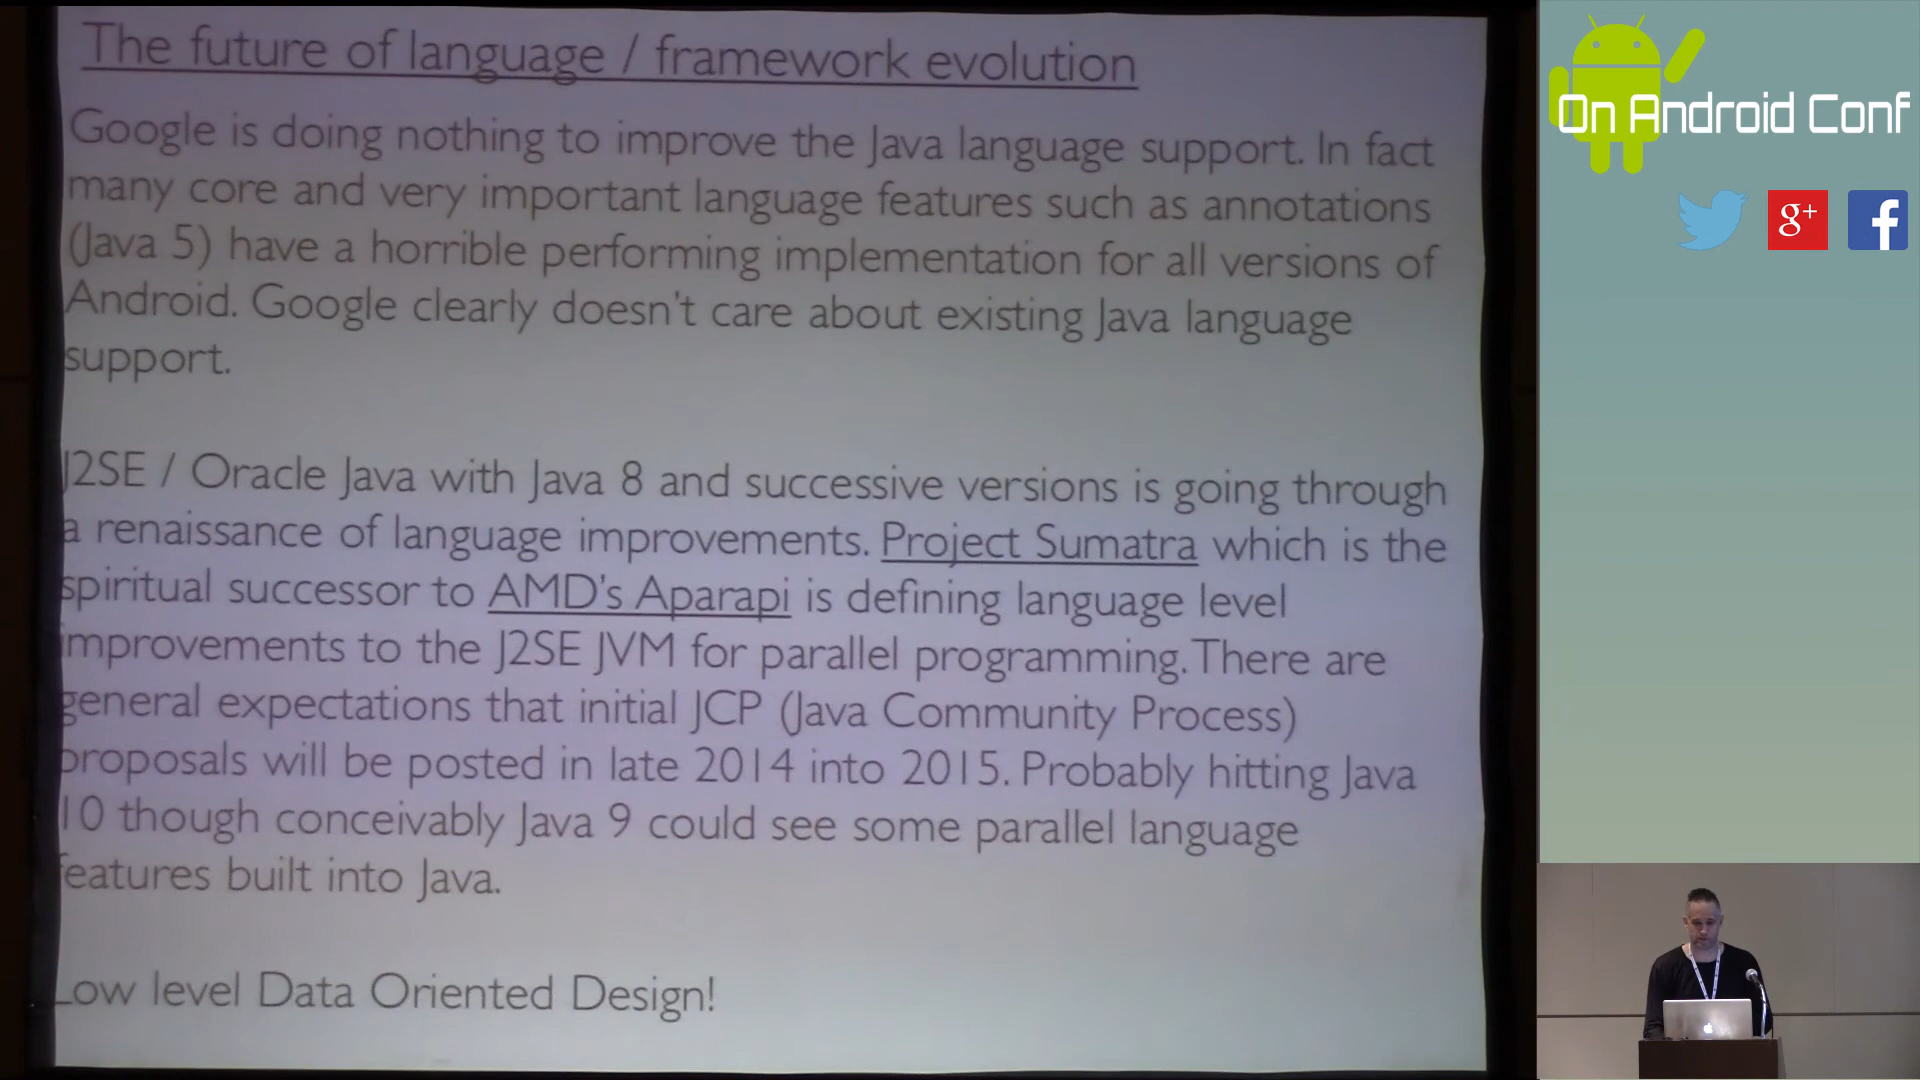 The future of language / framework evolution
Google is doing nothing to improve the Java language support. In fact
many core and very important language features such as annotations
(Java 5) have a horrible performing implementation for all versions of
Android. Google clearly doesn't care about existing Java language
support.
J2SE / Oracle Java with Java 8 and successive versions is going through
a renaissance of language improvements. Project Sumatra which is the
spiritual successor to AMD's Aparapi is defining language level
improvements to the J2SE JVM for parallel programming. There are
general expectations that initial JCP (Java Community Process)
proposals will be posted in late 2014 into 2015. Probably hitting Java
10 though conceivably Java 9 could see some parallel language
features built into Java.
Low level Data Oriented Design!
On Android Conf
g+
f